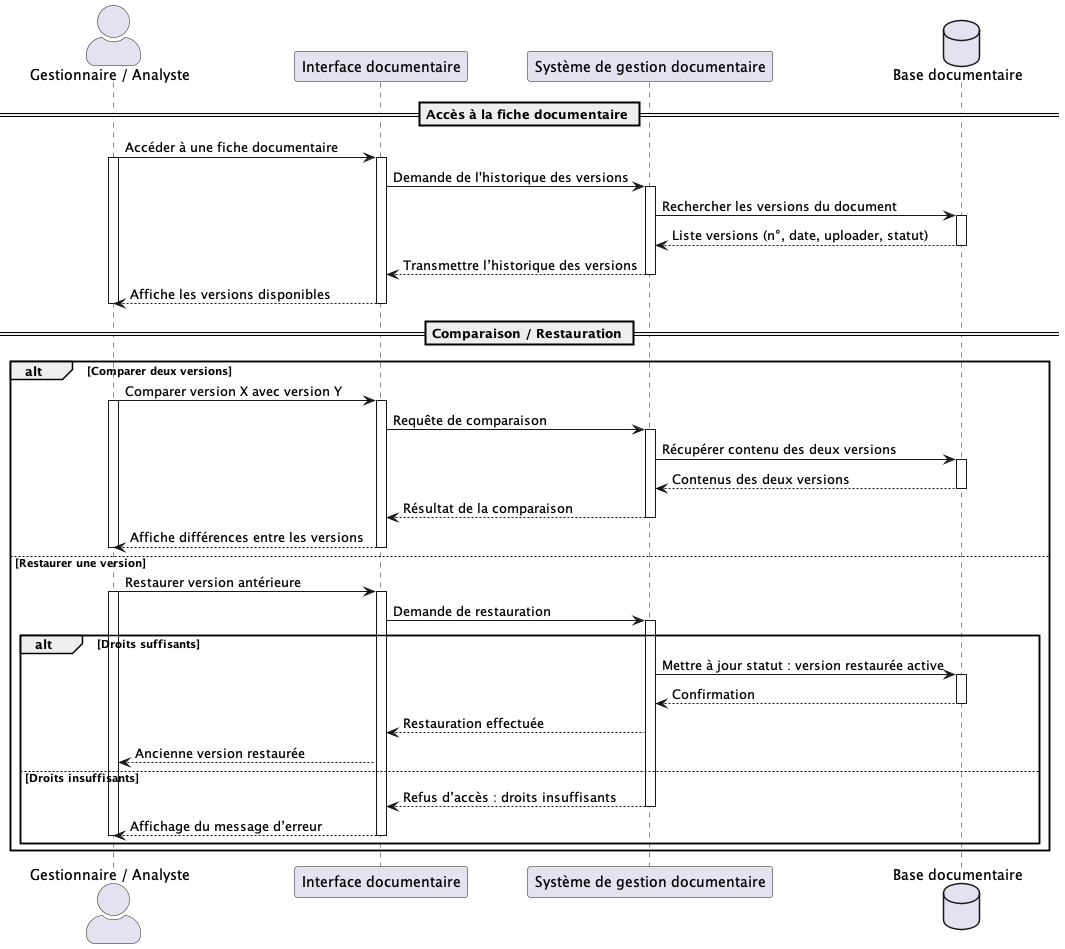 Gestionnaire / Analyste
Interface documentaire
Système de gestion documentaire
Base documentaire
Accès à la fiche documentaire
Accéder à une fiche documentaire
Demande de l'historique des versions
Rechercher les versions du document
Liste versions (n°, date, uploader, statut)
Transmettre l’historique des versions
Affiche les versions disponibles
Comparaison / Restauration
alt
[Comparer deux versions]
Comparer version X avec version Y
Requête de comparaison
Récupérer contenu des deux versions
Contenus des deux versions
Résultat de la comparaison
Affiche différences entre les versions
[Restaurer une version]
Restaurer version antérieure
Demande de restauration
alt
[Droits suffisants]
Mettre à jour statut : version restaurée active
Confirmation
Restauration effectuée
Ancienne version restaurée
[Droits insuffisants]
Refus d’accès : droits insuffisants
Affichage du message d’erreur
Gestionnaire / Analyste
Interface documentaire
Système de gestion documentaire
Base documentaire